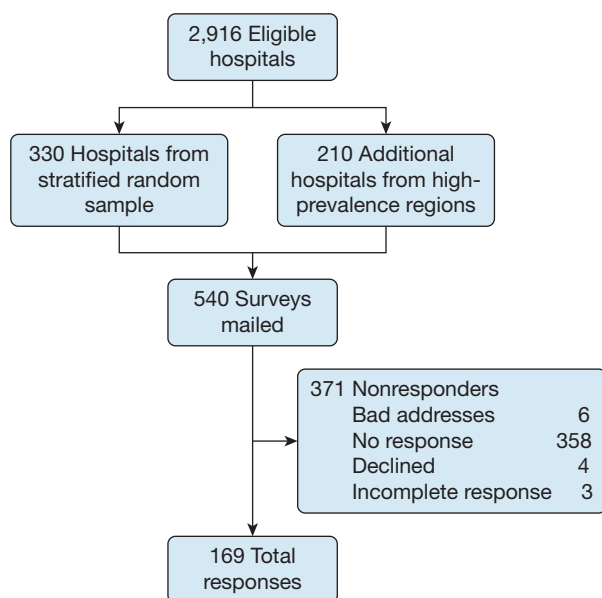 2,916 Eligible
hospitals
330 Hospitals from
stratified random
sample
210 Additional
hospitals from high-
prevalence regions
540 Surveys
mailed
371 Nonresponders
Bad addresses 6
No response 358
Declined 4
Incomplete response 3
169 Total
responses